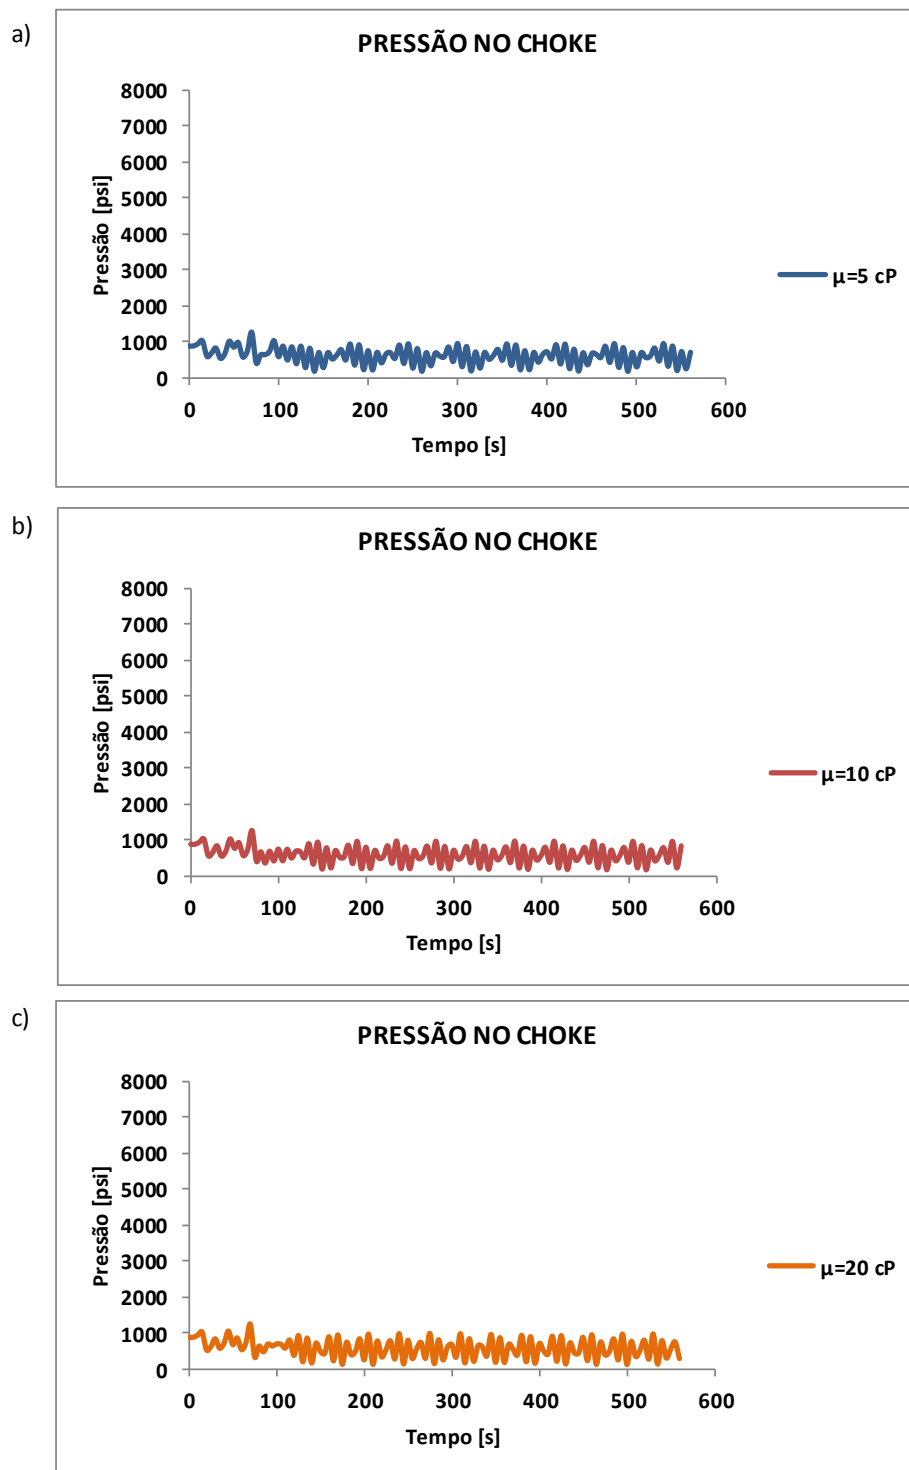 a)
PRESSÃO NO CHOKE
8000
7000
6000
5000
4000
3000
2000
1000
0
Pressão [psi]
0 100 200 300 400 500 600
Tempo [s]
μ=5 cP
b)
PRESSÃO NO CHOKE
8000
7000
6000
5000
4000
3000
2000
1000
0
Pressão [psi]
0 100 200 300 400 500 600
Tempo [s]
μ=10 cP
c)
PRESSÃO NO CHOKE
8000
7000
6000
5000
4000
3000
2000
1000
0
Pressão [psi]
0 100 200 300 400 500 600
Tempo [s]
μ=20 cP